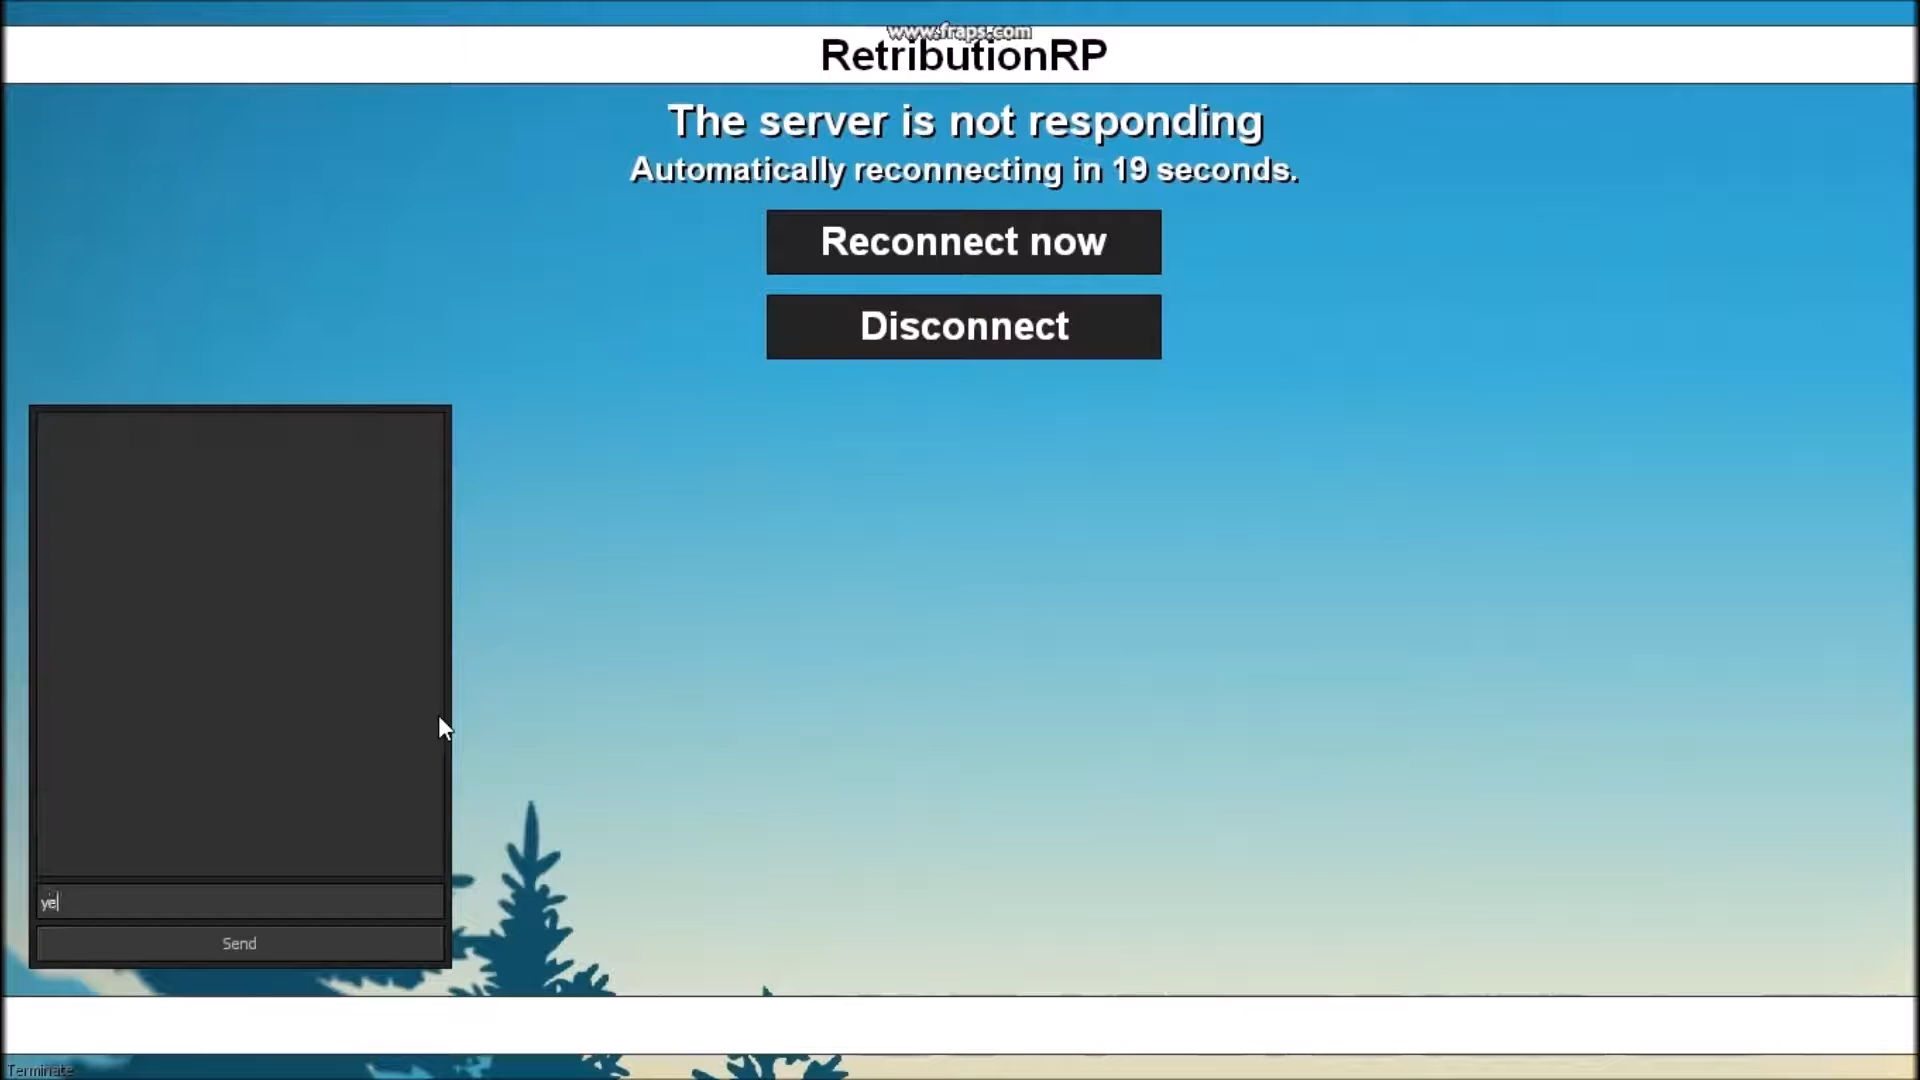 www.fraps.com
RetributionRP
The server is not responding
Automatically reconnecting in 19 seconds.
Reconnect now
Disconnect
ye
Send
Terminate